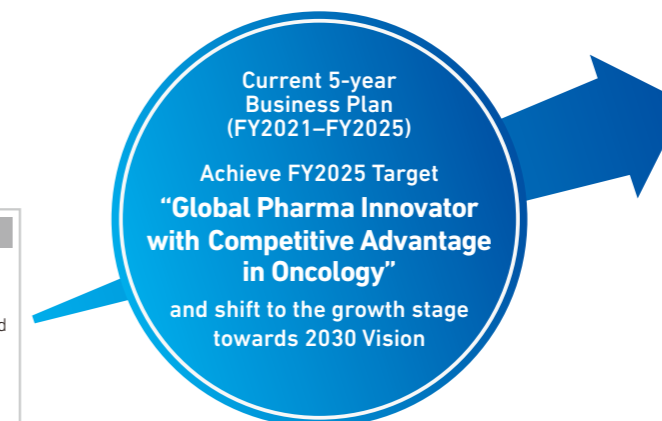 Current 5-year
Business Plan
(FY2021–FY2025)
Achieve FY2025 Target
“Global Pharma Innovator
with Competitive Advantage
in Oncology”
and shift to the growth stage
towards 2030 Vision